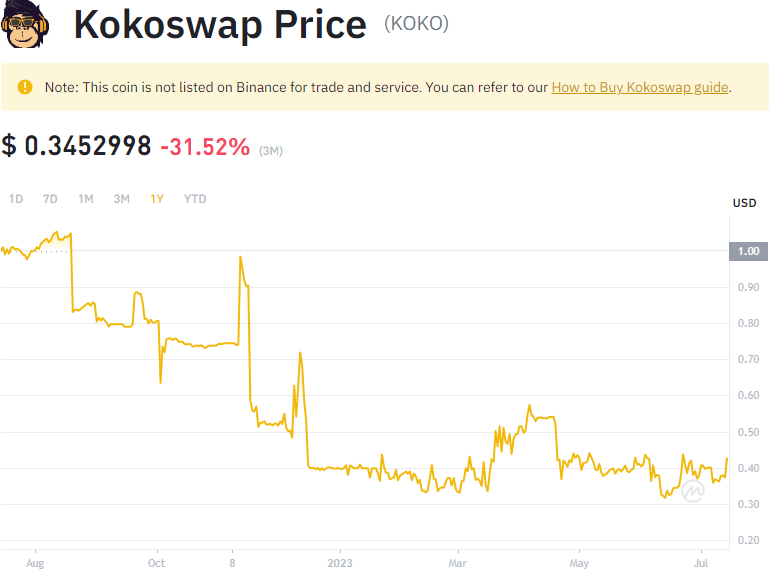 Kokoswap Price (KOKO)
Note: This coin is not listed on Binance for trade and service. You can refer to our How to Buy Kokoswap guide.
$ 0.3452998 -31.52% (3M)
1D 7D 1M 3M 1Y YTD
USD
1.00
0.90
0.80
0.70
0.60
0.50
0.40
0.30
0.20
Aug Oct 8 2023 Mar May Jul